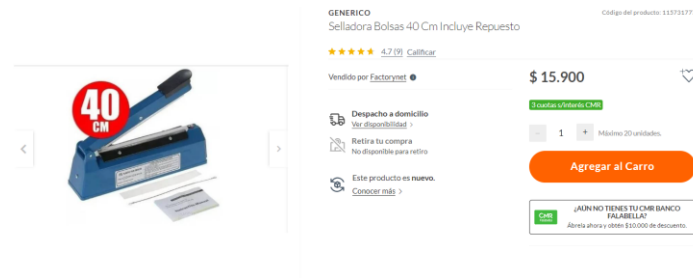 GENERICO
Código del producto: 11573177
Selladora Bolsas 40 Cm Incluye Repuesto
4.7 (9) Calificar
Vendido por Factorynet
$ 15.900
3 cuotas s/interés CMR
Despacho a domicilio
Ver disponibilidad >
Retira tu compra
No disponible para retiro
- 1 + Máximo 20 unidades.
Agregar al Carro
Este producto es nuevo.
Conocer más >
CMR
¿AÚN NO TIENES TU CMR BANCO
FALABELLA?
Ábrela ahora y obtén $10.000 de descuento.
40
CM